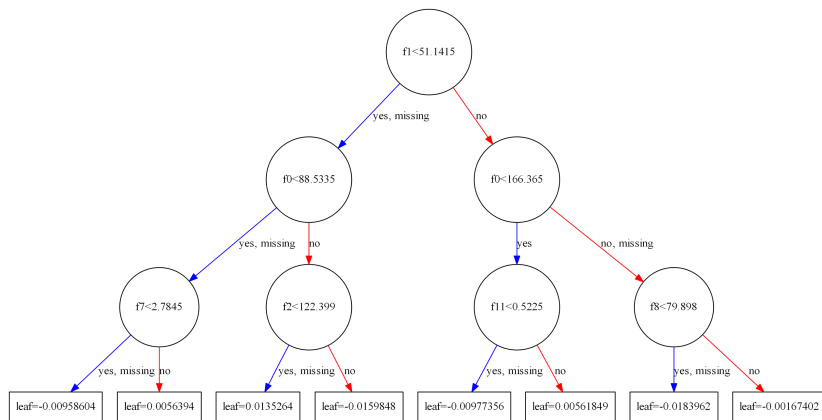 f1<51.1415
yes, missing
no
f0<88.5335
f0<166.365
yes, missing
no
yes
no, missing
f7<2.7845
f2<122.399
f11<0.5225
f8<79.898
yes, missing
no
yes, missing
no
yes, missing
no
yes, missing
no
leaf=-0.00958604
leaf=0.0056394
leaf=0.0135264
leaf=-0.0159848
leaf=-0.00977356
leaf=0.00561849
leaf=-0.0183962
leaf=-0.00167402